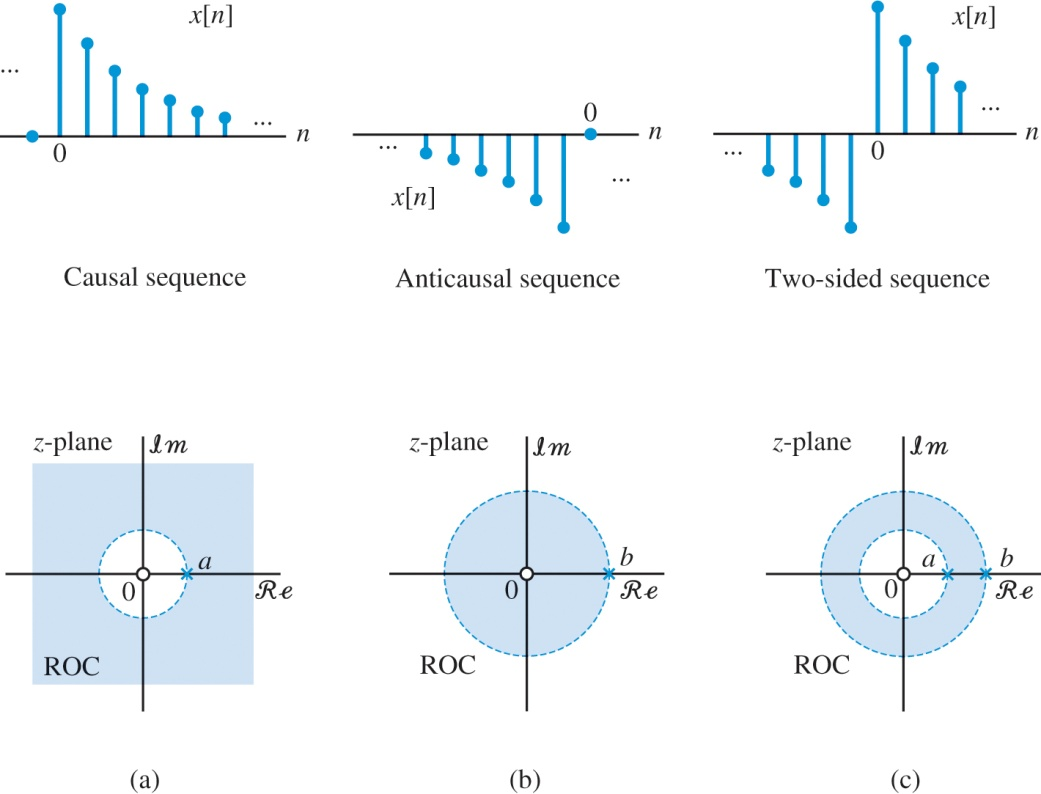 x[n]
...
...
n
0
Causal sequence
0
n
...
...
x[n]
Anticausal sequence
x[n]
...
n
...
0
Two-sided sequence
z-plane
ℐm
a
0
ℛe
ROC
(a)
z-plane
ℐm
b
0
ℛe
ROC
(b)
z-plane
ℐm
a
b
0
ℛe
ROC
(c)